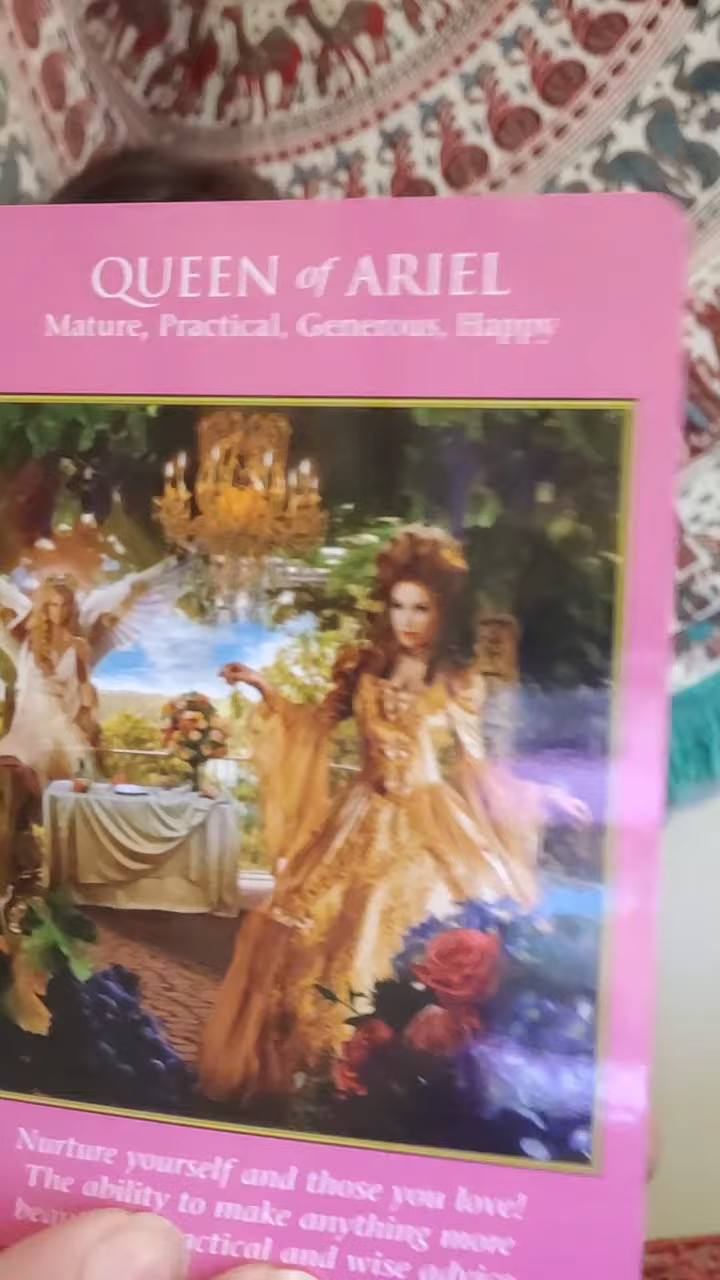 QUEEN of ARIEL
Mature, Practical, Generous, Happy
Nurture yourself and those you love!
The ability to make anything more
and wise